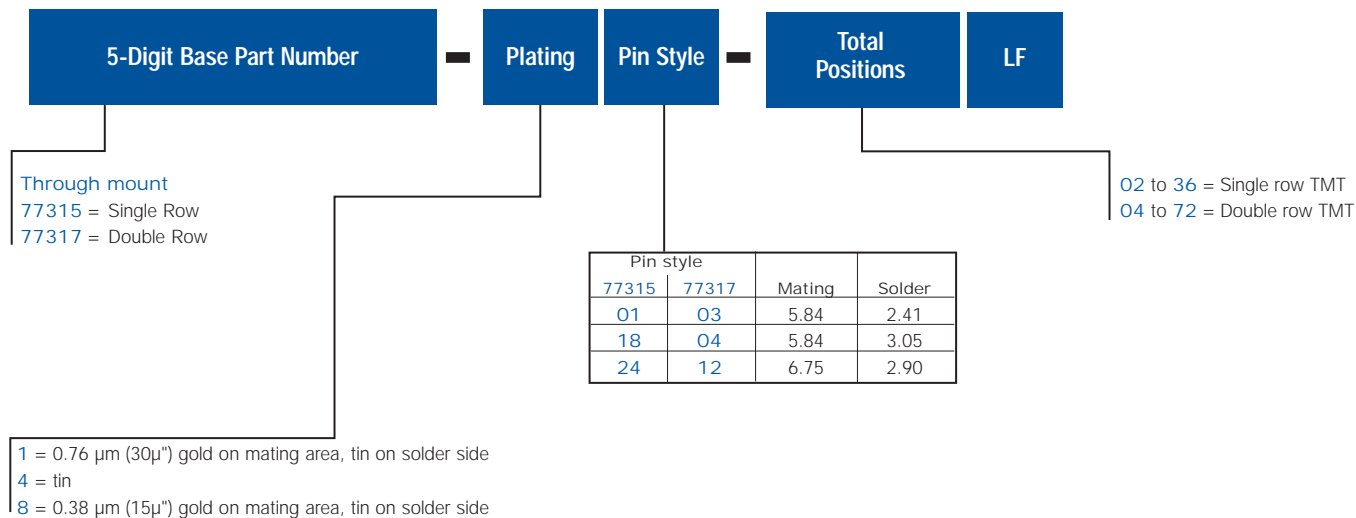 5-Digit Base Part Number - Plating Pin Style - Total Positions LF
Through mount
77315 = Single Row
77317 = Double Row
02 to 36 = Single row TMT
04 to 72 = Double row TMT
Pin style
77315 77317 Mating Solder
01 03 5.84 2.41
18 04 5.84 3.05
24 12 6.75 2.90
1 = 0.76 µm (30µ") gold on mating area, tin on solder side
4 = tin
8 = 0.38 µm (15µ") gold on mating area, tin on solder side